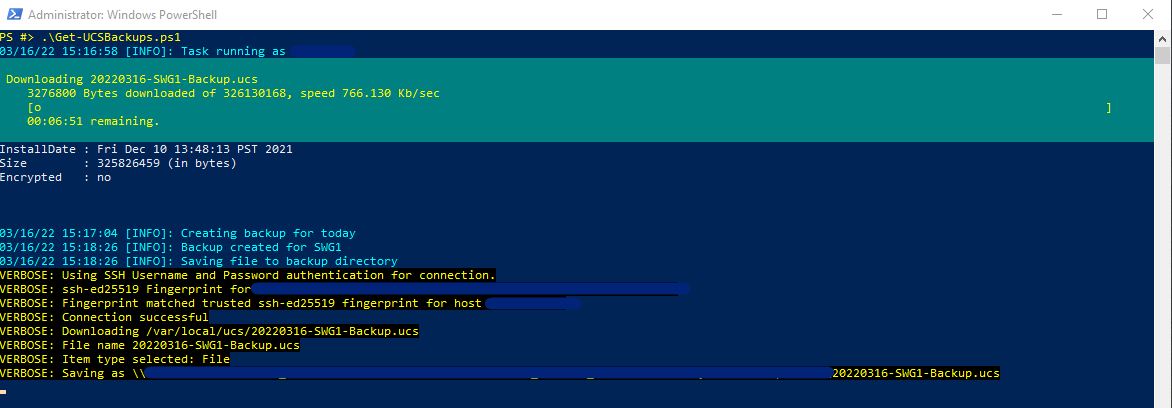 Administrator: Windows PowerShell
PS #> .\Get-UCSBackups.ps1
03/16/22 15:16:58 [INFO]: Task running as
Downloading 20220316-SWG1-Backup.ucs
3276800 Bytes downloaded of 326130168, speed 766.130 Kb/sec
[o ]
00:06:51 remaining.
InstallDate : Fri Dec 10 13:48:13 PST 2021
Size : 325826459 (in bytes)
Encrypted : no
03/16/22 15:17:04 [INFO]: Creating backup for today
03/16/22 15:18:26 [INFO]: Backup created for SWG1
03/16/22 15:18:26 [INFO]: Saving file to backup directory
VERBOSE: Using SSH Username and Password authentication for connection.
VERBOSE: ssh-ed25519 Fingerprint for
VERBOSE: Fingerprint matched trusted ssh-ed25519 fingerprint for host
VERBOSE: Connection successful
VERBOSE: Downloading /var/local/ucs/20220316-SWG1-Backup.ucs
VERBOSE: File name 20220316-SWG1-Backup.ucs
VERBOSE: Item type selected: File
VERBOSE: Saving as \\ 20220316-SWG1-Backup.ucs